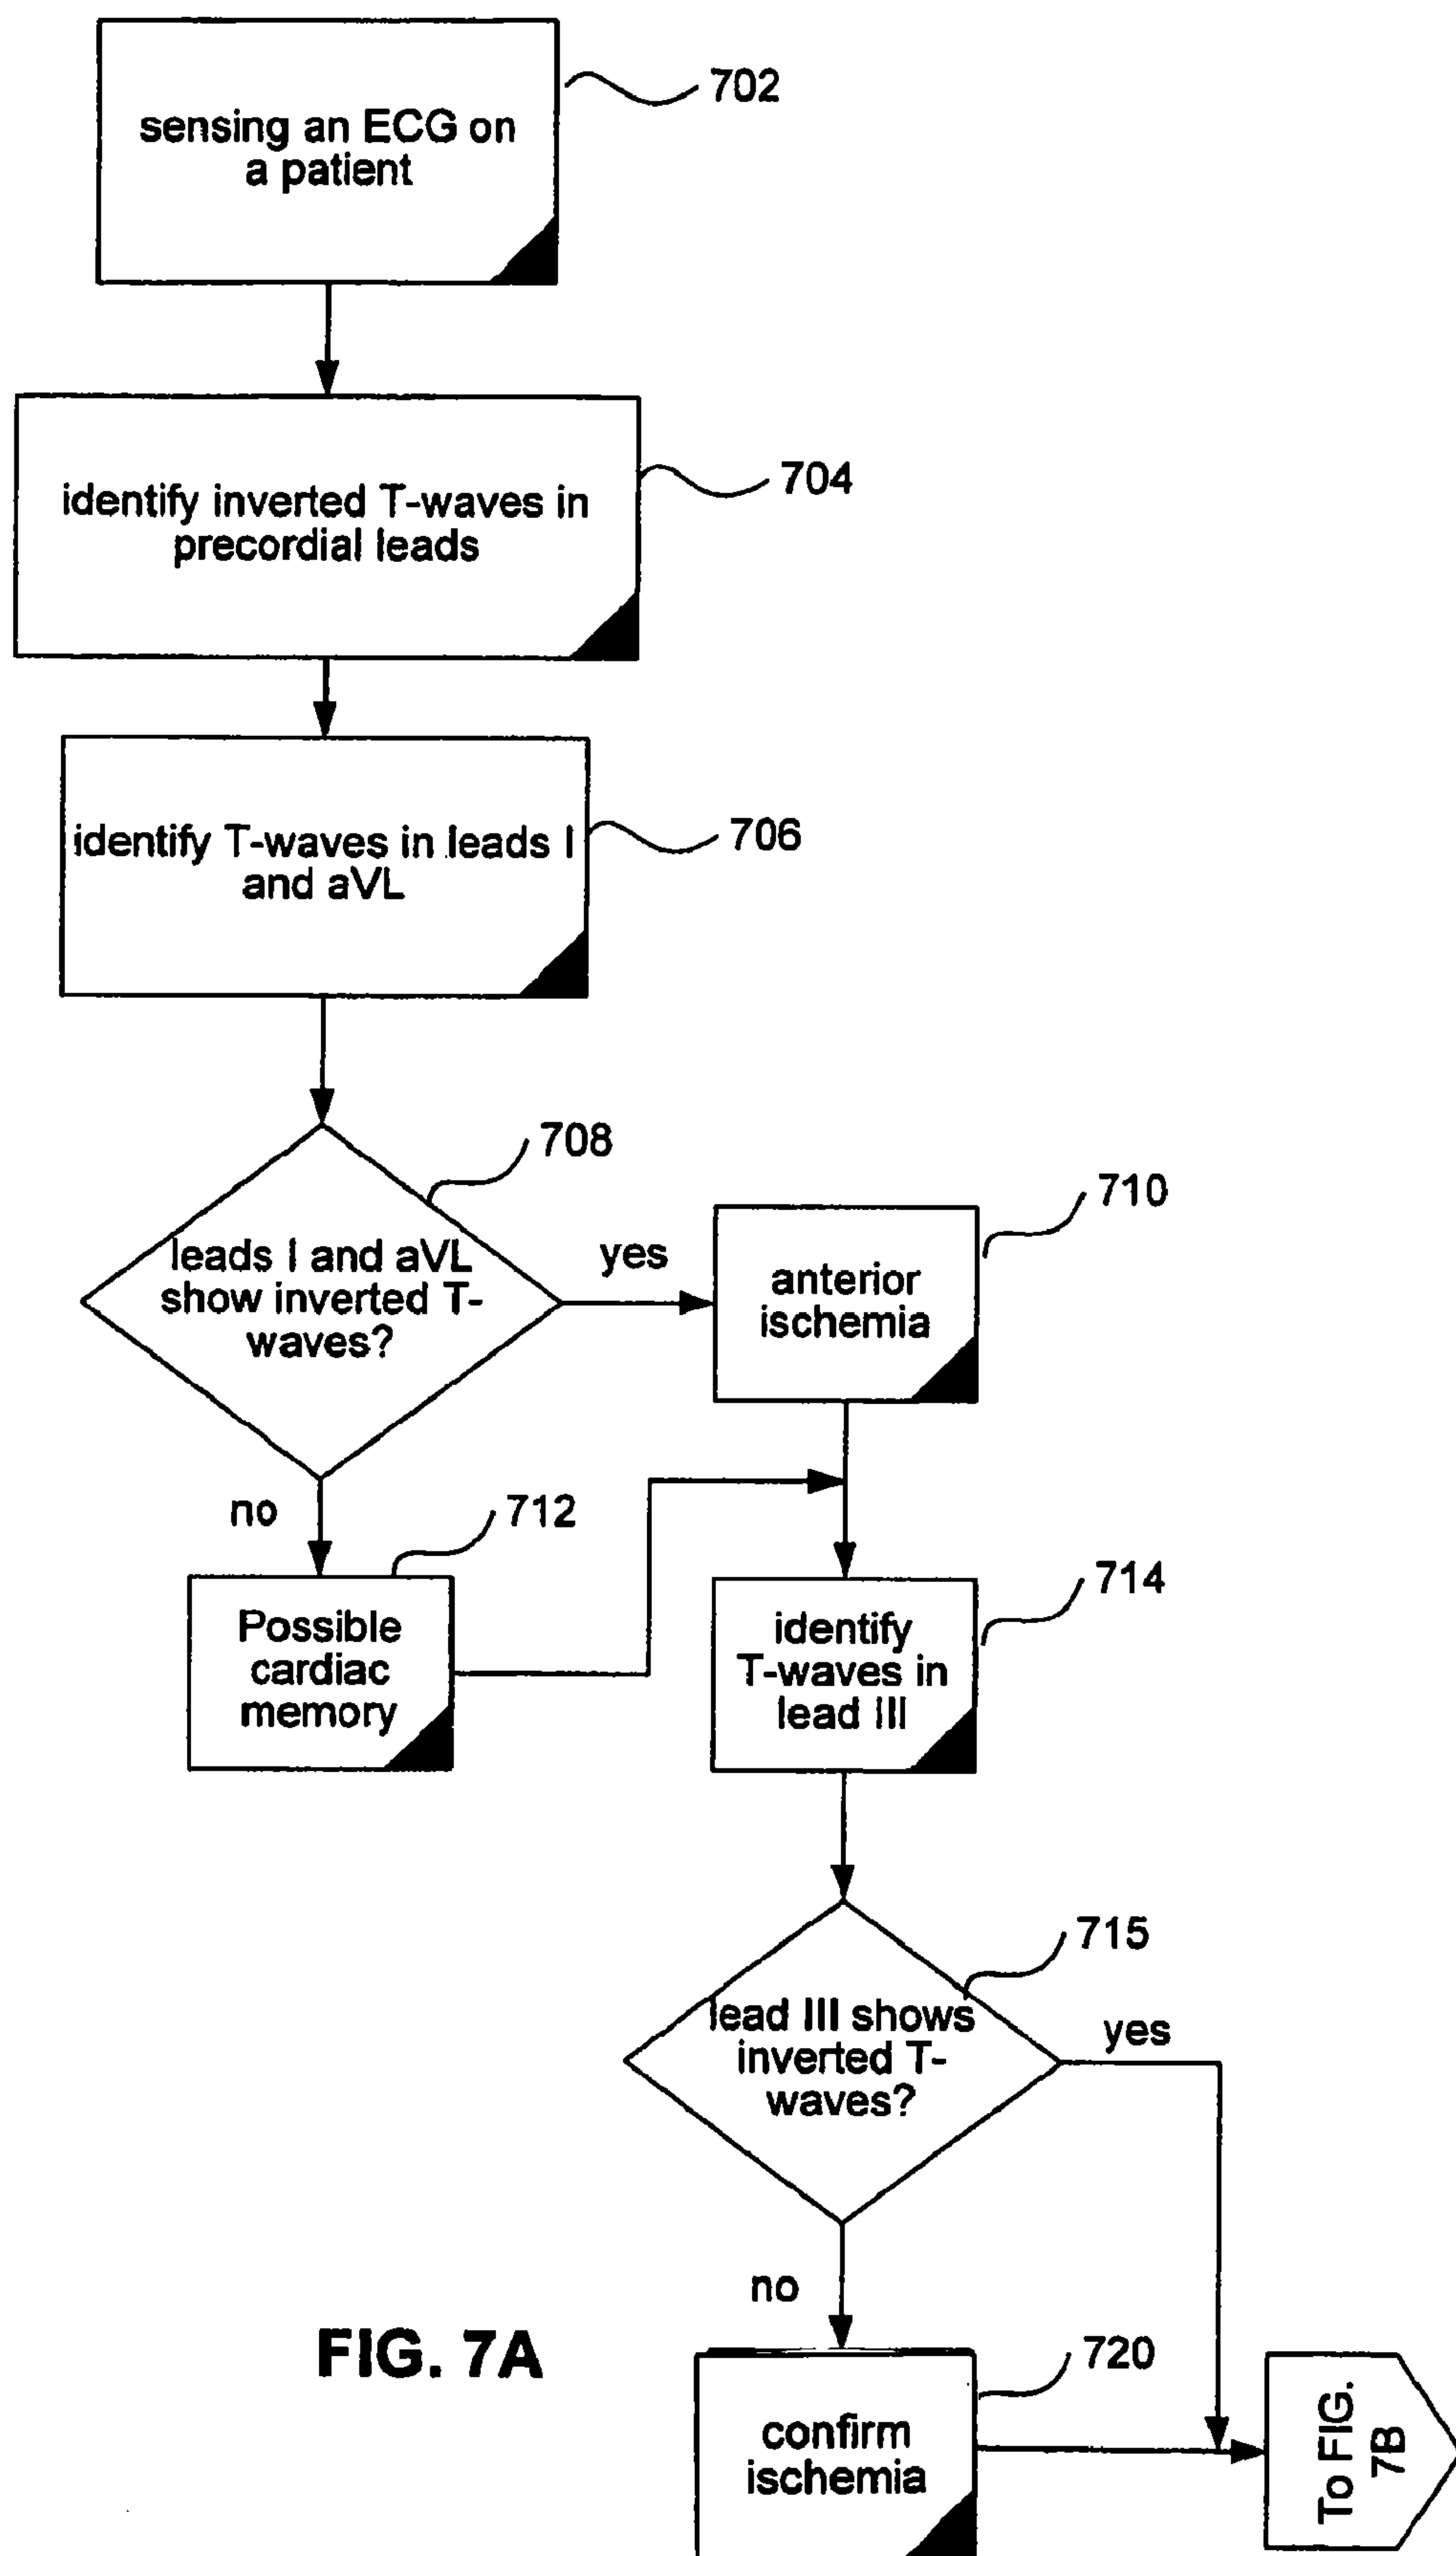 702
sensing an ECG on
a patient
704
identify inverted T-waves in
precordial leads
706
identify T-waves in leads I
and aVL
708
leads I and aVL
show inverted T-
waves?
yes
710
anterior
ischemia
no
712
Possible
cardiac
memory
714
identify
T-waves in
lead III
715
lead III shows
inverted T-
waves?
yes
no
FIG. 7A
720
confirm
ischemia
To FIG.
7B